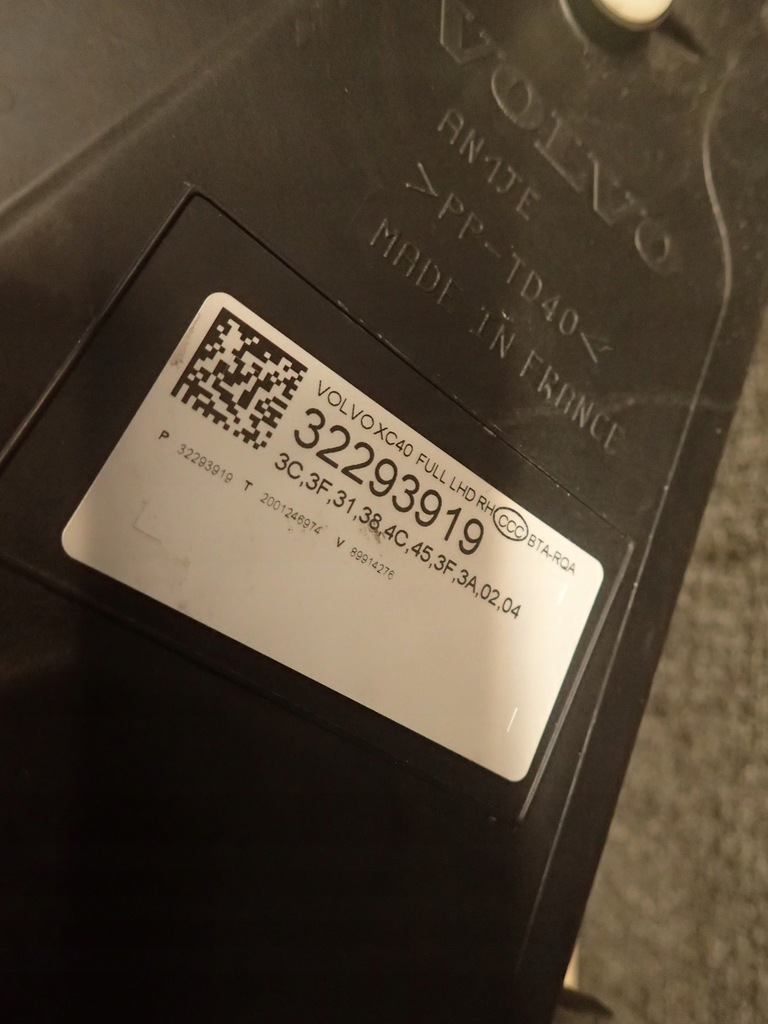 VOLVO
AN1JE
>PP-TD40<
MADE IN FRANCE
VOLVO XC40 FULL LHD RH CCC BTA-RQA
32293919
3C,3F,31,38,4C,45,3F,3A,02,04
P 32293919 T 2001246974 V 89914276